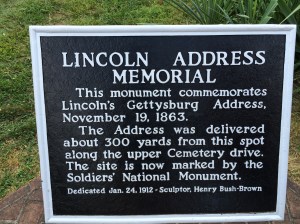 LINCOLN ADDRESS
MEMORIAL
This monument commemorates
Lincoln's Gettysburg Address,
November 19, 1863.
The Address was delivered
about 300 yards from this spot
along the upper Cemetery drive.
The site is now marked by the
Soldiers' National Monument.
Dedicated Jan. 24, 1912 - Sculptor, Henry Bush-Brown